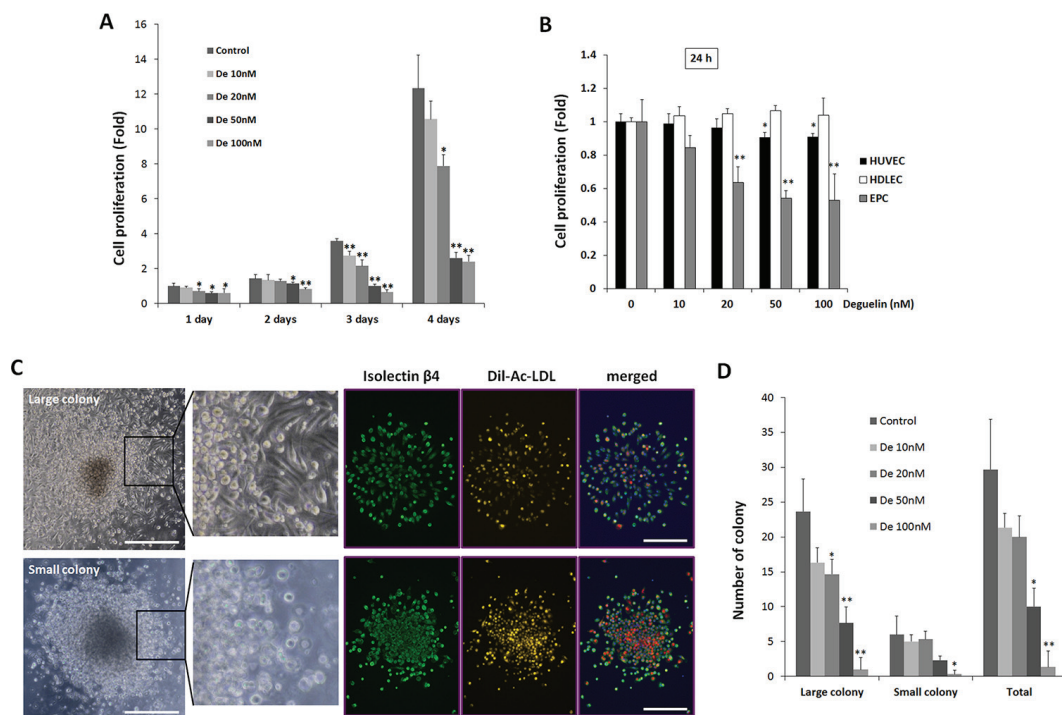 A
Cell proliferation (Fold)
16
14
12
10
8
6
4
2
0
Control
De 10nM
De 20nM
De 50nM
De 100nM
* * *
* **
** ** ** **
* ** **
1 day 2 days 3 days 4 days
B
24 h
Cell proliferation (Fold)
1.4
1.2
1
0.8
0.6
0.4
0.2
0
** * ** * **
HUVEC
HDLEC
EPC
0 10 20 50 100 Deguelin (nM)
C
Isolectin β4 Dil-Ac-LDL merged
Large colony
Small colony
D
Number of colony
40
35
30
25
20
15
10
5
0
Control
De 10nM
De 20nM
De 50nM
De 100nM
* ** **
*
* **
Large colony Small colony Total